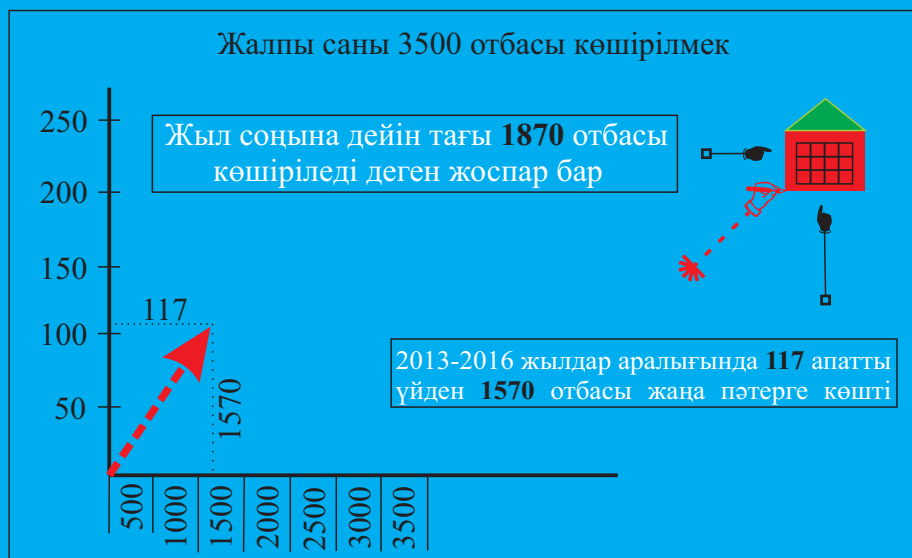 Жалпы саны 3500 отбасы көшірілмек
Жыл соңына дейін тағы 1870 отбасы
көшіріледі деген жоспар бар
250
200
150
100
50
117
1570
2013-2016 жылдар аралығында 117 апатты
үйден 1570 отбасы жаңа пәтерге көшті
500
1000
1500
2000
2500
3000
3500